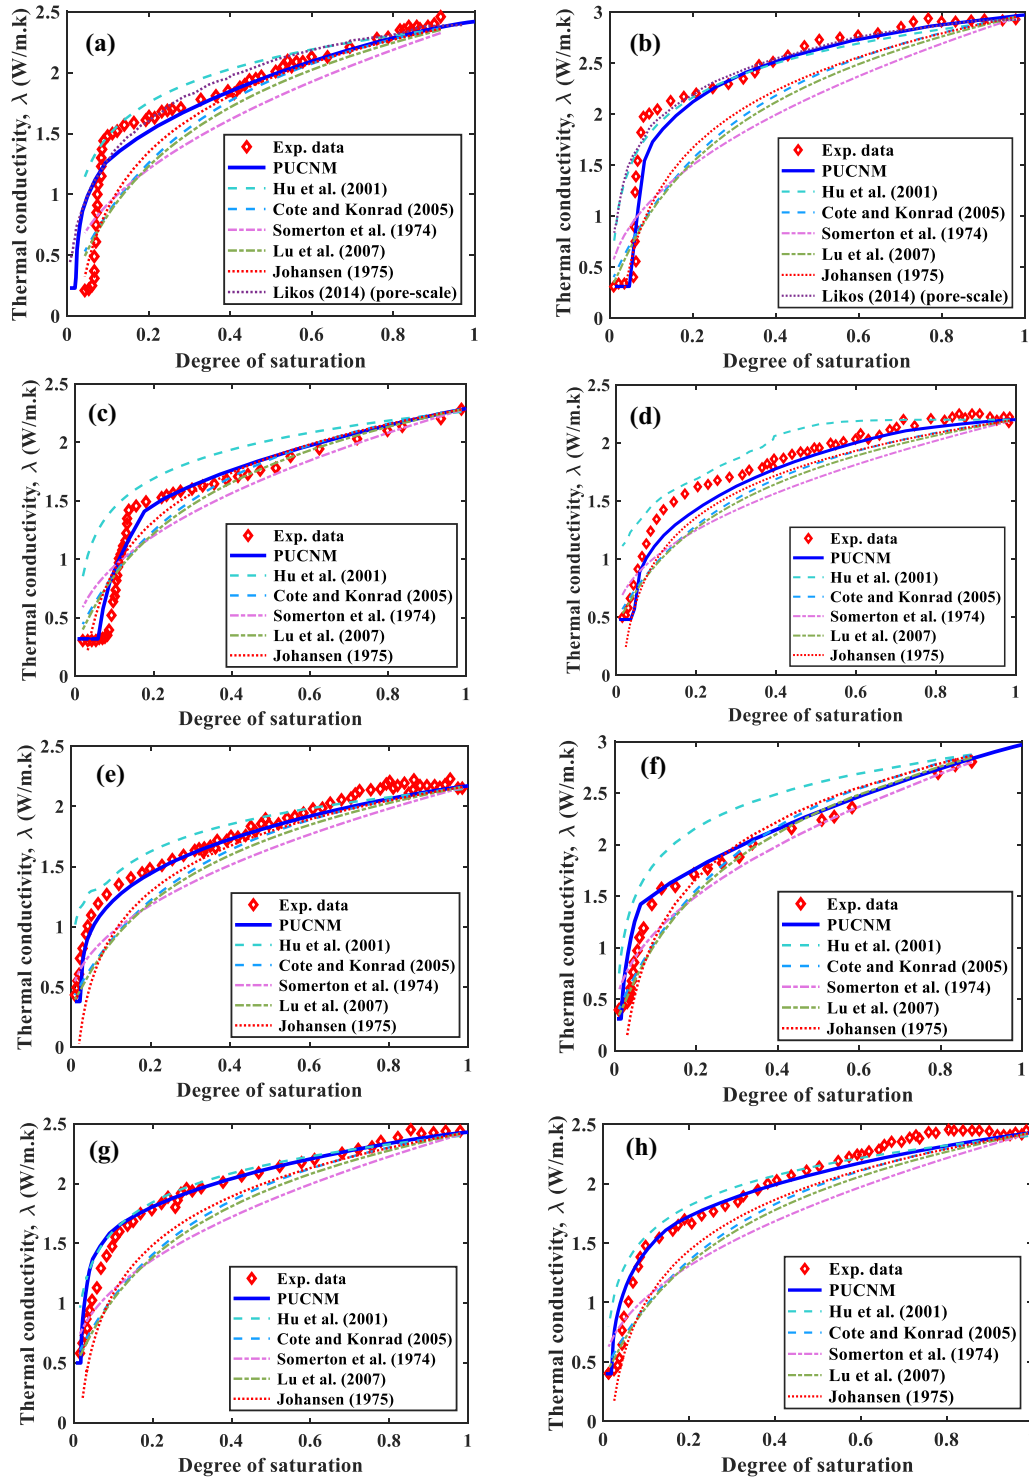 (a)
Thermal conductivity, λ (W/m.k)
2.5
2
1.5
1
0.5
0
Exp. data
PUCNM
Hu et al. (2001)
Cote and Konrad (2005)
Somerton et al. (1974)
Lu et al. (2007)
Johansen (1975)
Likos (2014) (pore-scale)
0 0.2 0.4 0.6 0.8 1
Degree of saturation
(b)
Thermal conductivity, λ (W/m.k)
3
2.5
2
1.5
1
0.5
0
Exp. data
PUCNM
Hu et al. (2001)
Cote and Konrad (2005)
Somerton et al. (1974)
Lu et al. (2007)
Johansen (1975)
Likos (2014) (pore-scale)
0 0.2 0.4 0.6 0.8 1
Degree of saturation
(c)
Thermal conductivity, λ (W/m.k)
2.5
2
1.5
1
0.5
0
Exp. data
PUCNM
Hu et al. (2001)
Cote and Konrad (2005)
Somerton et al. (1974)
Lu et al. (2007)
Johansen (1975)
0 0.2 0.4 0.6 0.8 1
Degree of saturation
(d)
Thermal conductivity, λ (W/m.k)
2.5
2
1.5
1
0.5
0
Exp. data
PUCNM
Hu et al. (2001)
Cote and Konrad (2005)
Somerton et al. (1974)
Lu et al. (2007)
Johansen (1975)
0 0.2 0.4 0.6 0.8 1
Degree of saturation
(e)
Thermal conductivity, λ (W/m.k)
2.5
2
1.5
1
0.5
0
Exp. data
PUCNM
Hu et al. (2001)
Cote and Konrad (2005)
Somerton et al. (1974)
Lu et al. (2007)
Johansen (1975)
0 0.2 0.4 0.6 0.8 1
Degree of saturation
(f)
Thermal conductivity, λ (W/m.k)
3
2.5
2
1.5
1
0.5
0
Exp. data
PUCNM
Hu et al. (2001)
Cote and Konrad (2005)
Somerton et al. (1974)
Lu et al. (2007)
Johansen (1975)
0 0.2 0.4 0.6 0.8 1
Degree of saturation
(g)
Thermal conductivity, λ (W/m.k)
2.5
2
1.5
1
0.5
0
Exp. data
PUCNM
Hu et al. (2001)
Cote and Konrad (2005)
Somerton et al. (1974)
Lu et al. (2007)
Johansen (1975)
0 0.2 0.4 0.6 0.8 1
Degree of saturation
(h)
Thermal conductivity, λ (W/m.k)
2.5
2
1.5
1
0.5
0
Exp. data
PUCNM
Hu et al. (2001)
Cote and Konrad (2005)
Somerton et al. (1974)
Lu et al. (2007)
Johansen (1975)
0 0.2 0.4 0.6 0.8
Degree of saturation